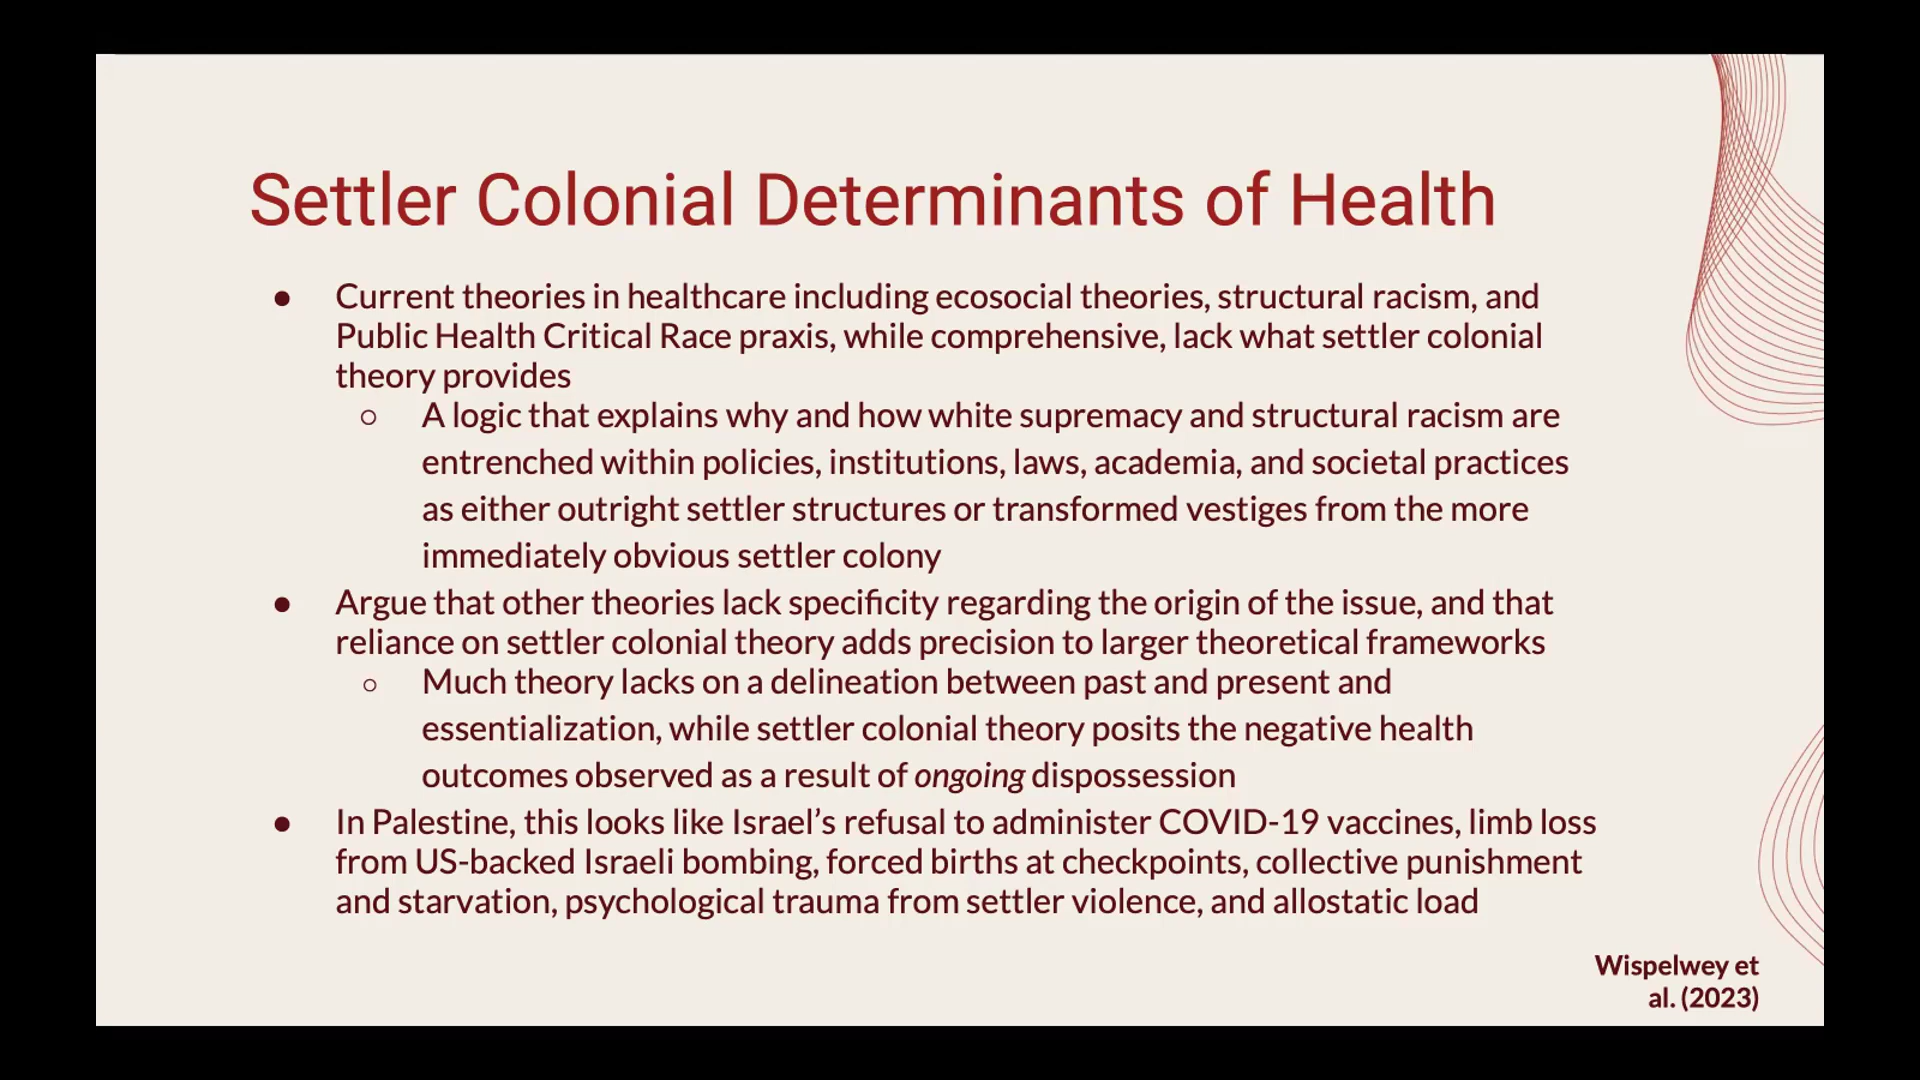 Settler Colonial Determinants of Health
● Current theories in healthcare including ecosocial theories, structural racism, and
Public Health Critical Race praxis, while comprehensive, lack what settler colonial
theory provides
○ A logic that explains why and how white supremacy and structural racism are
entrenched within policies, institutions, laws, academia, and societal practices
as either outright settler structures or transformed vestiges from the more
immediately obvious settler colony
● Argue that other theories lack specificity regarding the origin of the issue, and that
reliance on settler colonial theory adds precision to larger theoretical frameworks
○ Much theory lacks on a delineation between past and present and
essentialization, while settler colonial theory posits the negative health
outcomes observed as a result of ongoing dispossession
● In Palestine, this looks like Israel’s refusal to administer COVID-19 vaccines, limb loss
from US-backed Israeli bombing, forced births at checkpoints, collective punishment
and starvation, psychological trauma from settler violence, and allostatic load
Wispelwey et
al. (2023)